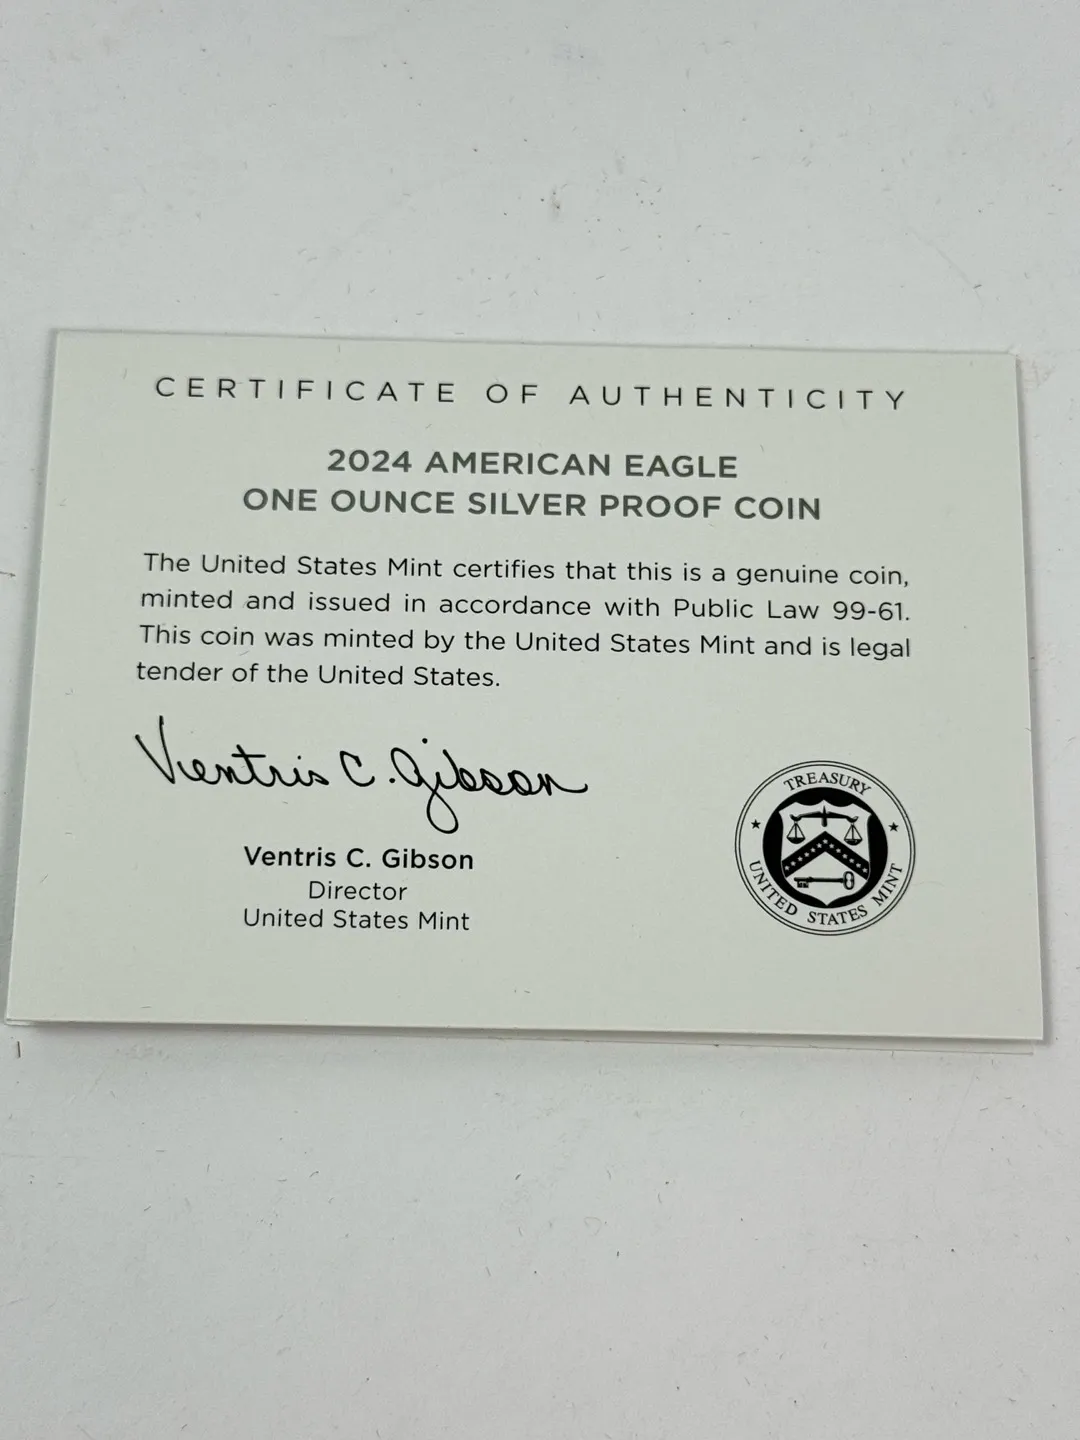 CERTIFICATE OF AUTHENTICITY
2024 AMERICAN EAGLE
ONE OUNCE SILVER PROOF COIN
The United States Mint certifies that this is a genuine coin,
minted and issued in accordance with Public Law 99-61.
This coin was minted by the United States Mint and is legal
tender of the United States.
Ventris C. Gibson
Ventris C. Gibson
Director
United States Mint
TREASURY
UNITED STATES MINT